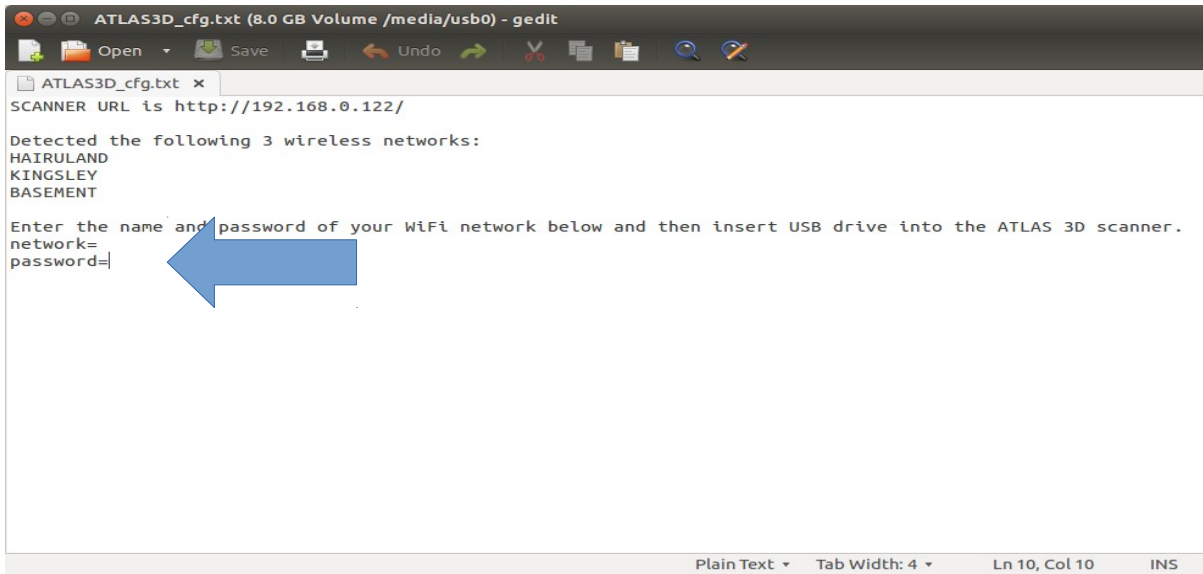 ATLAS3D_cfg.txt (8.0 GB Volume /media/usb0) - gedit
Open Save Undo
ATLAS3D_cfg.txt
SCANNER URL is http://192.168.0.122/
Detected the following 3 wireless networks:
HAIRULAND
KINGSLEY
BASEMENT
Enter the name and password of your WiFi network below and then insert USB drive into the ATLAS 3D scanner.
network=
password=
Plain Text Tab Width: 4 Ln 10, Col 10 INS